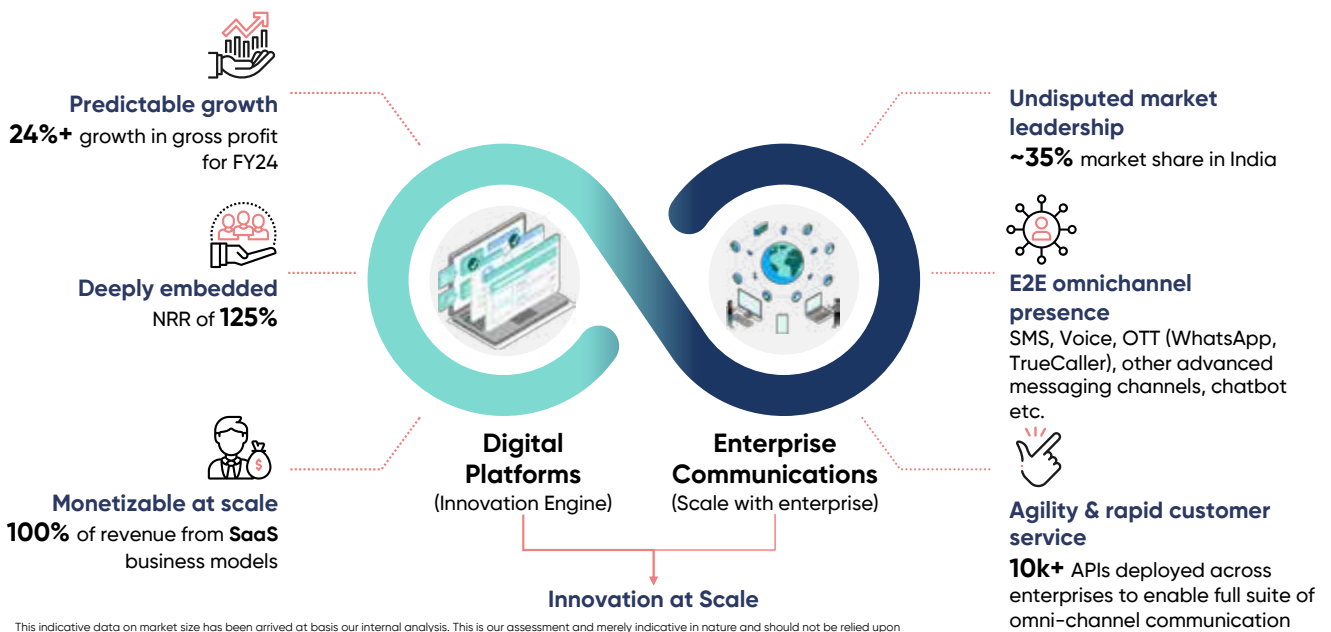 Predictable growth
24%+ growth in gross profit
for FY24
Deeply embedded
NRR of 125%
Monetizable at scale
100% of revenue from SaaS
business models
Digital
Platforms
(Innovation Engine)
Enterprise
Communications
(Scale with enterprise)
Innovation at Scale
Undisputed market
leadership
~35% market share in India
E2E omnichannel
presence
SMS, Voice, OTT (WhatsApp,
TrueCaller), other advanced
messaging channels, chatbot
etc.
Agility & rapid customer
service
10k+ APIs deployed across
enterprises to enable full suite of
omni-channel communication
This indicative data on market size has been arrived at basis our internal analysis. This is our assessment and merely indicative in nature and should not be relied upon